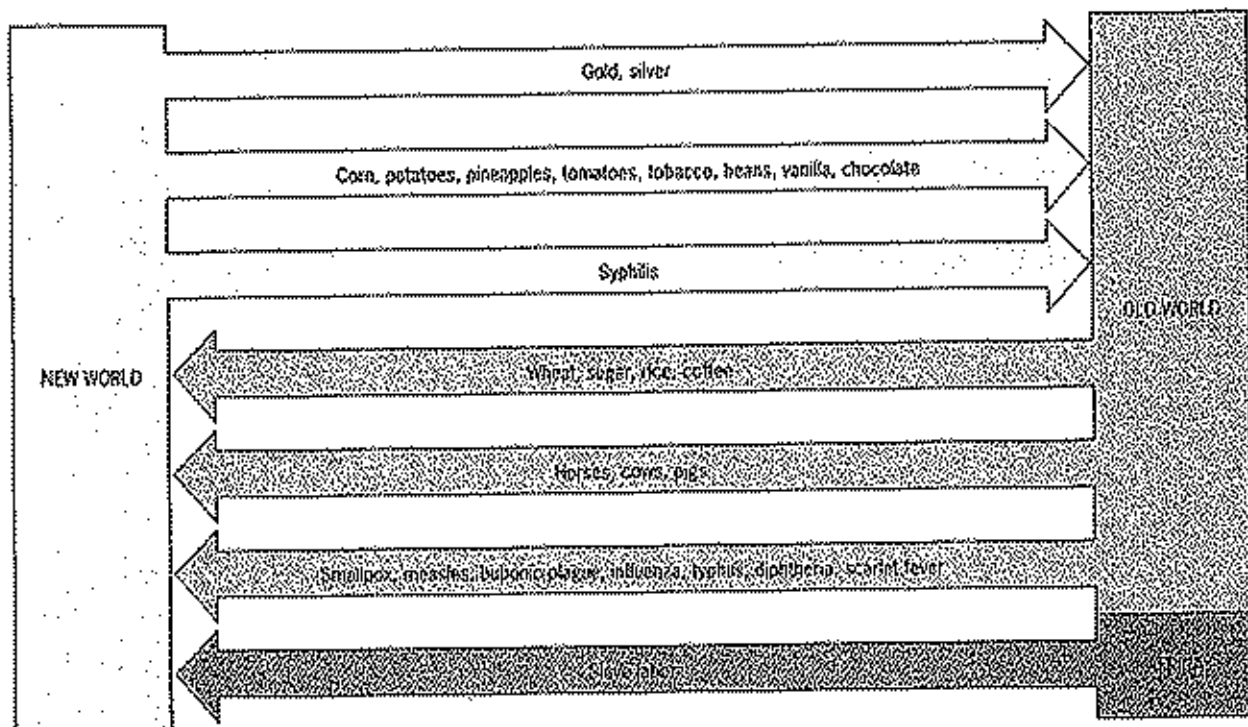 Gold, silver
Corn, potatoes, pineapples, tomatoes, tobacco, beans, vanilla, chocolate
Syphilis
OLD WORLD
NEW WORLD
Wheat, sugar, rice, coffee
Horses, cows, pigs
Smallpox, measles, bubonic plague, influenza, typhus, diphtheria, scarlet fever
Slave labor